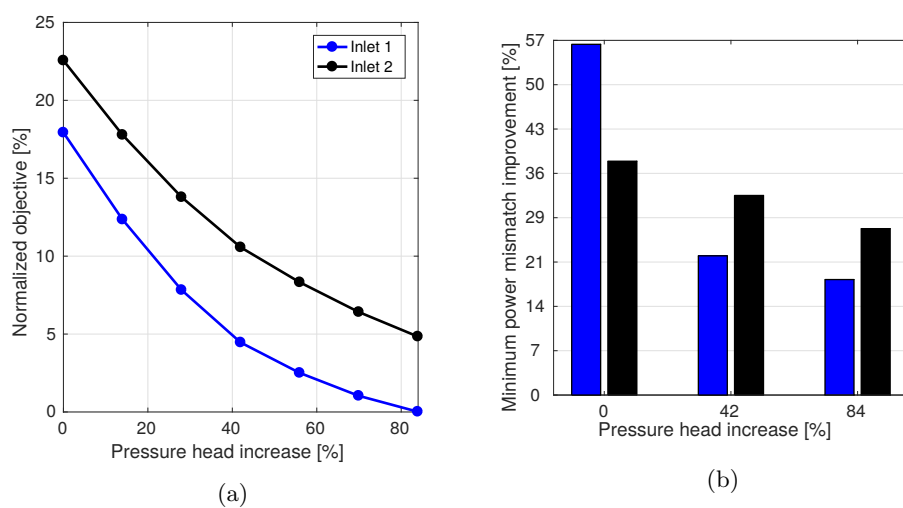 25
20
15
10
5
0
Normalized objective [%]
Inlet 1
Inlet 2
0 20 40 60 80
Pressure head increase [%]
(a)
57
50
43
36
29
21
14
7
0
Minimum power mismatch improvement [%]
0 42 84
Pressure head increase [%]
(b)